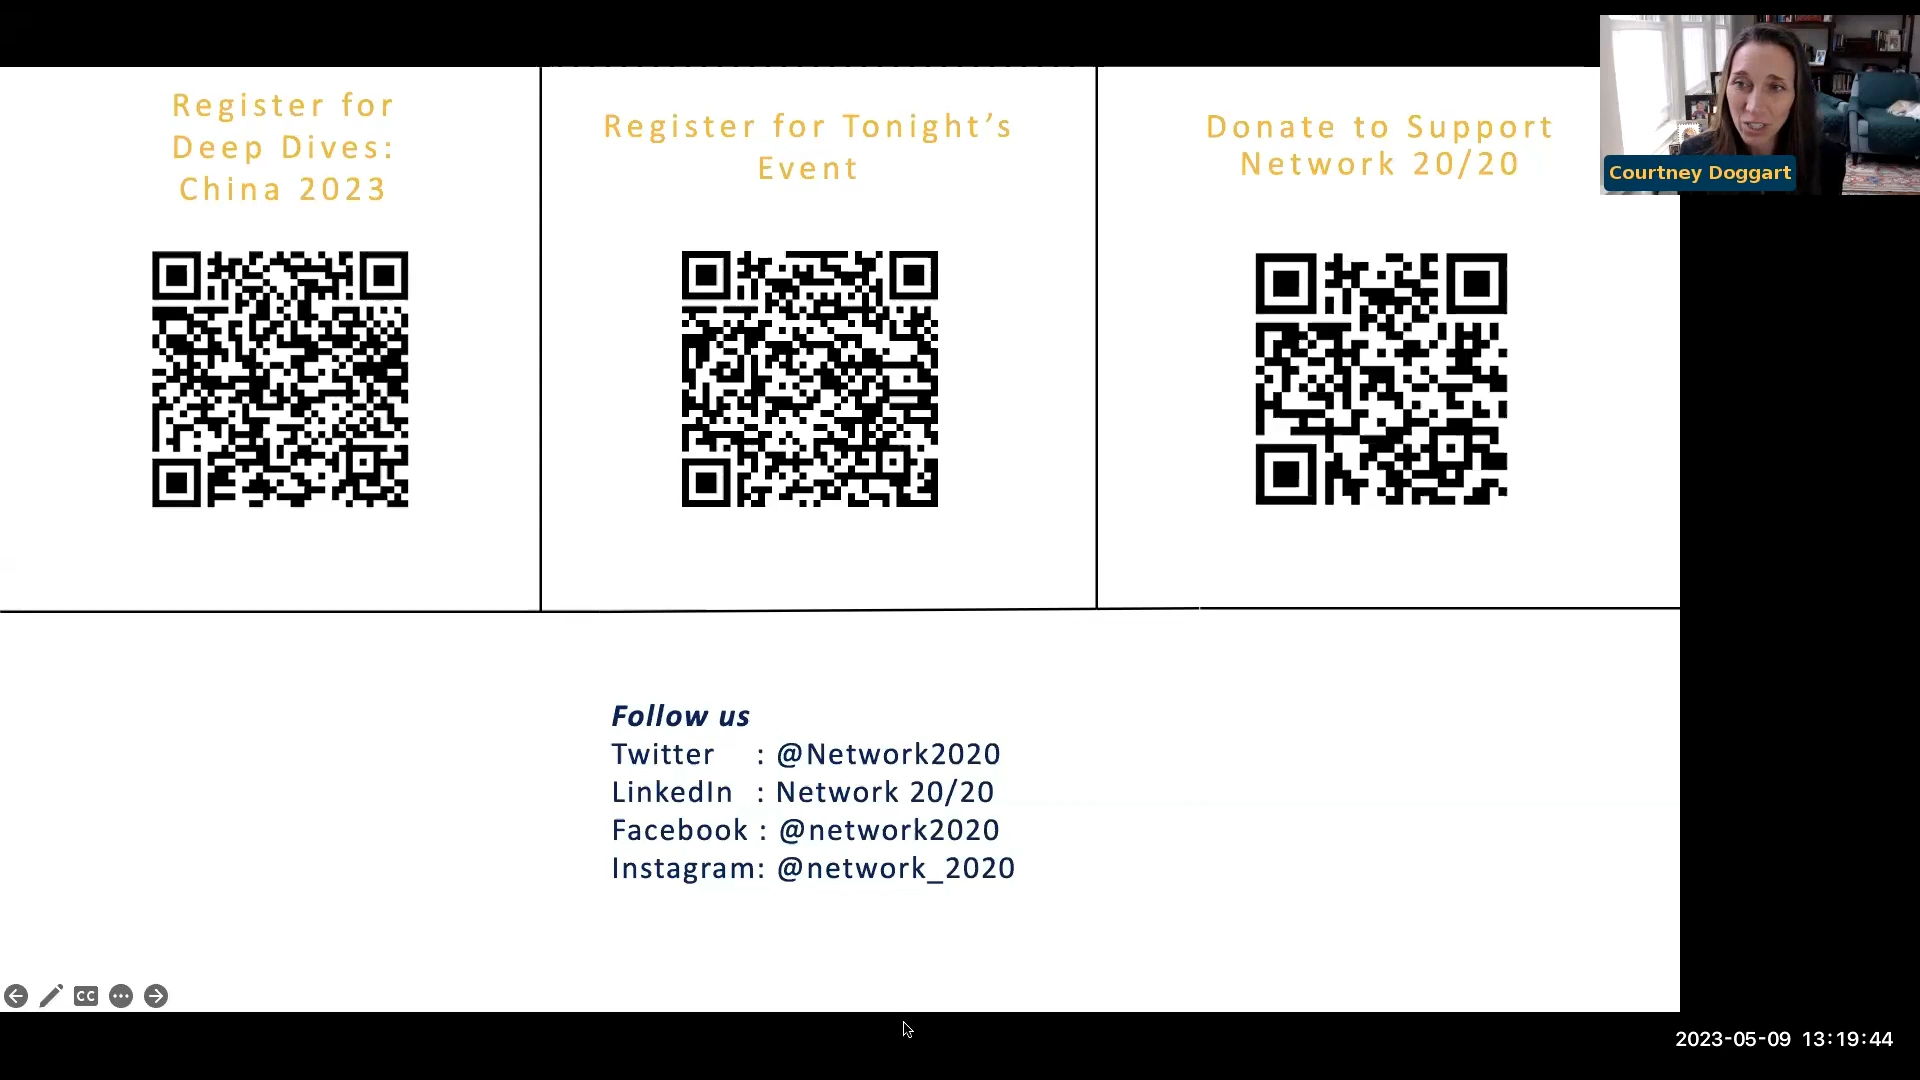 Register for
Deep Dives:
China 2023
Register for Tonight’s
Event
Donate to Support
Network 20/20
Courtney Doggart
Follow us
Twitter : @Network2020
LinkedIn : Network 20/20
Facebook : @network2020
Instagram: @network_2020
CC
2023-05-09 13:19:44